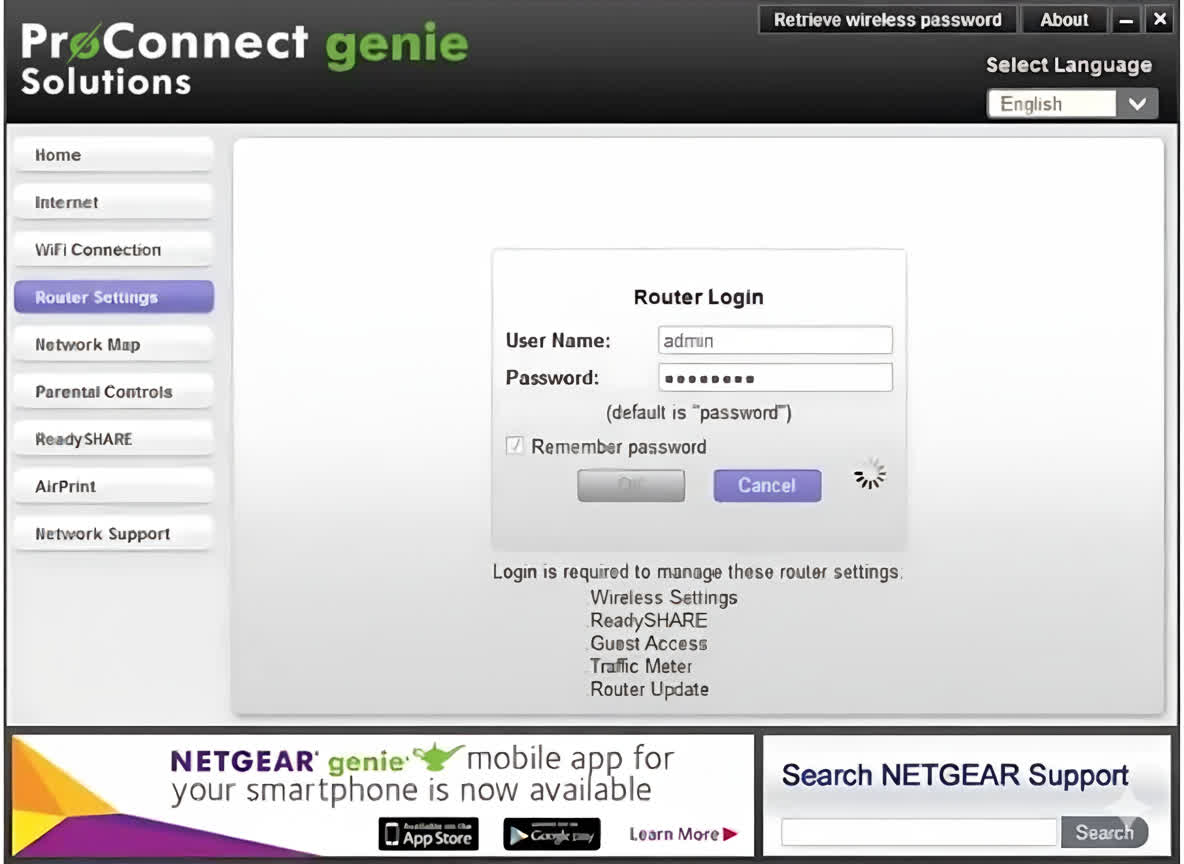 PrøConnect genie
Solutions
Retrieve wireless password
About
Select Language
English
Home
Internet
WiFi Connection
Router Settings
Network Map
Parental Controls
ReadySHARE
AirPrint
Network Support
Router Login
User Name:
admin
Password:
(default is "password")
Remember password
Cancel
Login is required to manage these router settings:
Wireless Settings
ReadySHARE
Guest Access
Traffic Meter
Router Update
NETGEAR genie mobile app for
your smartphone is now available
Available on the
App Store
Google play
Learn More
Search NETGEAR Support
Search